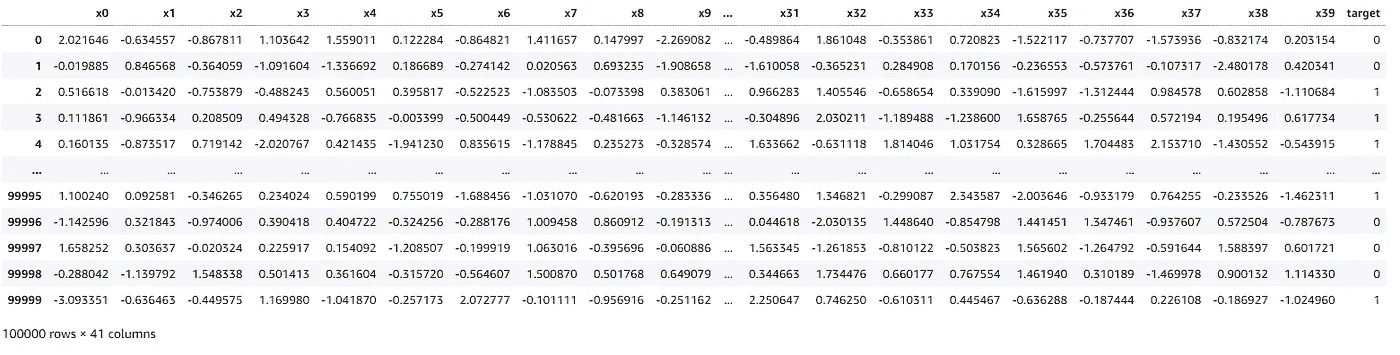 x0 x1 x2 x3 x4 x5 x6 x7 x8 x9 ... x31 x32 x33 x34 x35 x36 x37 x38 x39 target
0 2.021646 -0.634557 -0.867811 1.103642 1.559011 0.122284 -0.864821 1.411657 0.147997 -2.269082 ... -0.489864 1.861048 -0.353861 0.720823 -1.522117 -0.737707 -1.573936 -0.832174 0.203154 0
1 -0.019885 0.846568 -0.364059 -1.091604 -1.336692 0.186689 -0.274142 0.020563 0.693235 -1.908658 ... -1.610058 -0.365231 0.284908 0.170156 -0.236553 -0.573761 -0.107317 -2.480178 0.420341 0
2 0.516618 -0.013420 -0.753879 -0.488243 0.560051 0.395817 -0.522523 -1.083503 -0.073398 0.383061 ... 0.966283 1.405546 -0.658654 0.339090 -1.615997 -1.312444 0.984578 0.602858 -1.110684 1
3 0.111861 -0.966334 0.208509 0.494328 -0.766835 -0.003399 -0.500449 -0.530622 -0.481663 -1.146132 ... -0.304896 2.030211 -1.189488 -1.238600 1.658765 -0.255644 0.572194 0.195496 0.617734 1
4 0.160135 -0.873517 0.719142 -2.020767 0.421435 -1.941230 0.835615 -1.178845 0.235273 -0.328574 ... 1.633662 -0.631118 1.814046 1.031754 0.328665 1.704483 2.153710 -1.430552 -0.543915 1
... ... ... ... ... ... ... ... ... ... ... ... ... ... ... ... ... ... ... ... ... ...
99995 1.100240 0.092581 -0.346265 0.234024 0.590199 0.755019 -1.688456 -1.031070 -0.620193 -0.283336 ... 0.356480 1.346821 -0.299087 2.343587 -2.003646 -0.933179 0.764255 -0.233526 -1.462311 1
99996 -1.142596 0.321843 -0.974006 0.390418 0.404722 -0.324256 -0.288176 1.009458 0.860912 -0.191313 ... 0.044618 -2.030135 1.448640 -0.854798 1.441451 1.347461 -0.937607 0.572504 -0.787673 0
99997 1.658252 0.303637 -0.020324 0.225917 0.154092 -1.208507 -0.199919 1.063016 -0.395696 -0.060886 ... 1.563345 -1.261853 -0.810122 -0.503823 1.565602 -1.264792 -0.591644 1.588397 0.601721 0
99998 -0.288042 -1.139792 1.548338 0.501413 0.361604 -0.315720 -0.564607 1.500870 0.501768 0.649079 ... 0.344663 1.734476 0.660177 0.767554 1.461940 0.310189 -1.469978 0.900132 1.114330 0
99999 -3.093351 -0.636463 -0.449575 1.169980 -1.041870 -0.257173 2.072777 -0.101111 -0.956916 -0.251162 ... 2.250647 0.746250 -0.610311 0.445467 -0.636288 -0.187444 0.226108 -0.186927 -1.024960 1
100000 rows × 41 columns